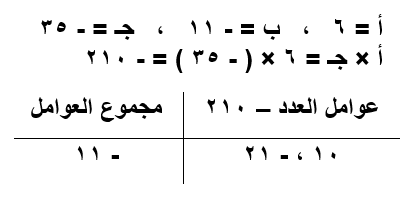 أ = ٦ ، ب = - ١١ ، جـ = - ٣٥
أ × جـ = ٦ × ( - ٣٥ ) = - ٢١٠
عوامل العدد – ٢١٠ مجموع العوامل
١٠ ، - ٢١ - ١١